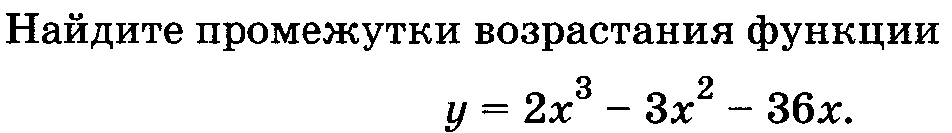 Найдите промежутки возрастания функции
y = 2x³ − 3x² − 36x.